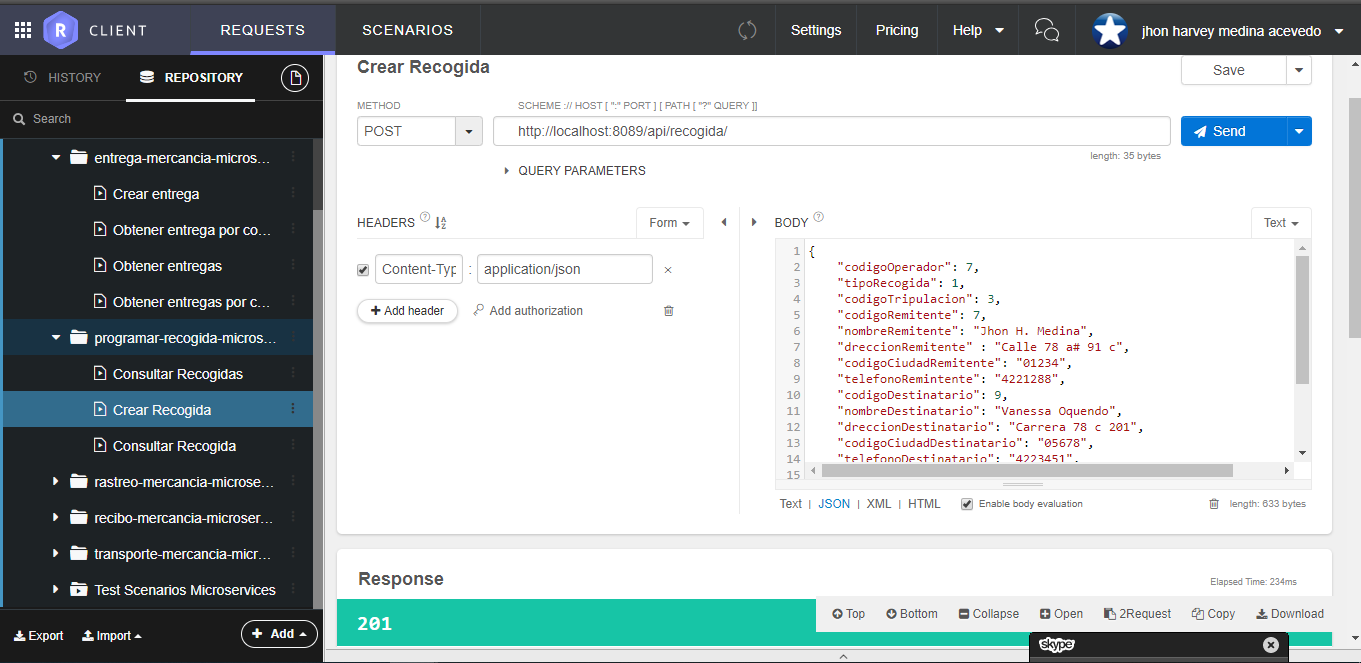 R CLIENT
REQUESTS
SCENARIOS
Settings
Pricing
Help
jhon harvey medina acevedo
HISTORY
REPOSITORY
Search
entrega-mercancia-micros...
Crear entrega
Obtener entrega por co...
Obtener entregas
Obtener entregas por c...
programar-recogida-micros...
Consultar Recogidas
Crear Recogida
Consultar Recogida
rastreo-mercancia-microse...
recibo-mercancia-microser...
transporte-mercancia-micr...
Test Scenarios Microservices
Export
Import
+ Add
Crear Recogida
Save
METHOD
SCHEME :// HOST [ ":" PORT ] [ PATH [ "?" QUERY ]]
POST
http://localhost:8089/api/recogida/
Send
length: 35 bytes
QUERY PARAMETERS
HEADERS ?
Form
Content-Typ : application/json ×
+ Add header
Add authorization
BODY ?
Text
1 {
2 "codigoOperador": 7,
3 "tipoRecogida": 1,
4 "codigoTripulacion": 3,
5 "codigoRemitente": 7,
6 "nombreRemitente": "Jhon H. Medina",
7 "dreccionRemitente" : "Calle 78 a# 91 c",
8 "codigoCiudadRemitente": "01234",
9 "telefonoRemintente": "4221288",
10 "codigoDestinatario": 9,
11 "nombreDestinatario": "Vanessa Oquendo",
12 "dreccionDestinatario": "Carrera 78 c 201",
13 "codigoCiudadDestinatario": "05678",
14 "telefonoDestinatario": "4223451",
15
Text | JSON | XML | HTML
Enable body evaluation
length: 633 bytes
Response
Elapsed Time: 234ms
201
Top
Bottom
Collapse
Open
2Request
Copy
Download
skype